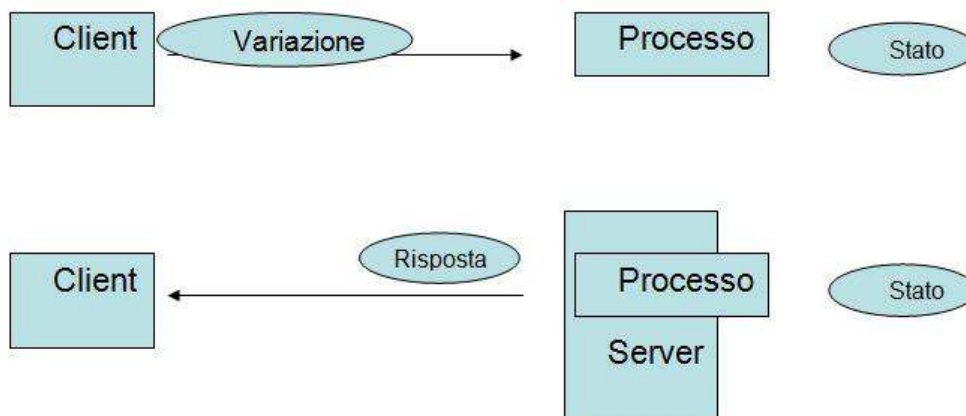 Client
Variazione
Processo
Stato
Client
Risposta
Processo
Stato
Server